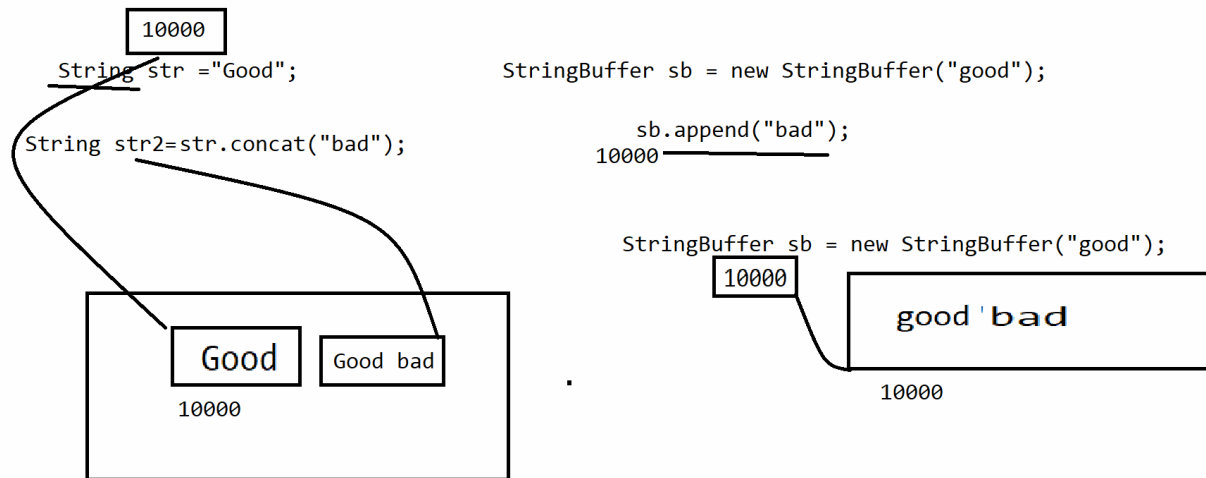 10000
String str ="Good";
String str2=str.concat("bad");
Good
Good bad
10000
StringBuffer sb = new StringBuffer("good");
sb.append("bad");
10000
StringBuffer sb = new StringBuffer("good");
10000
good 'bad
10000
.